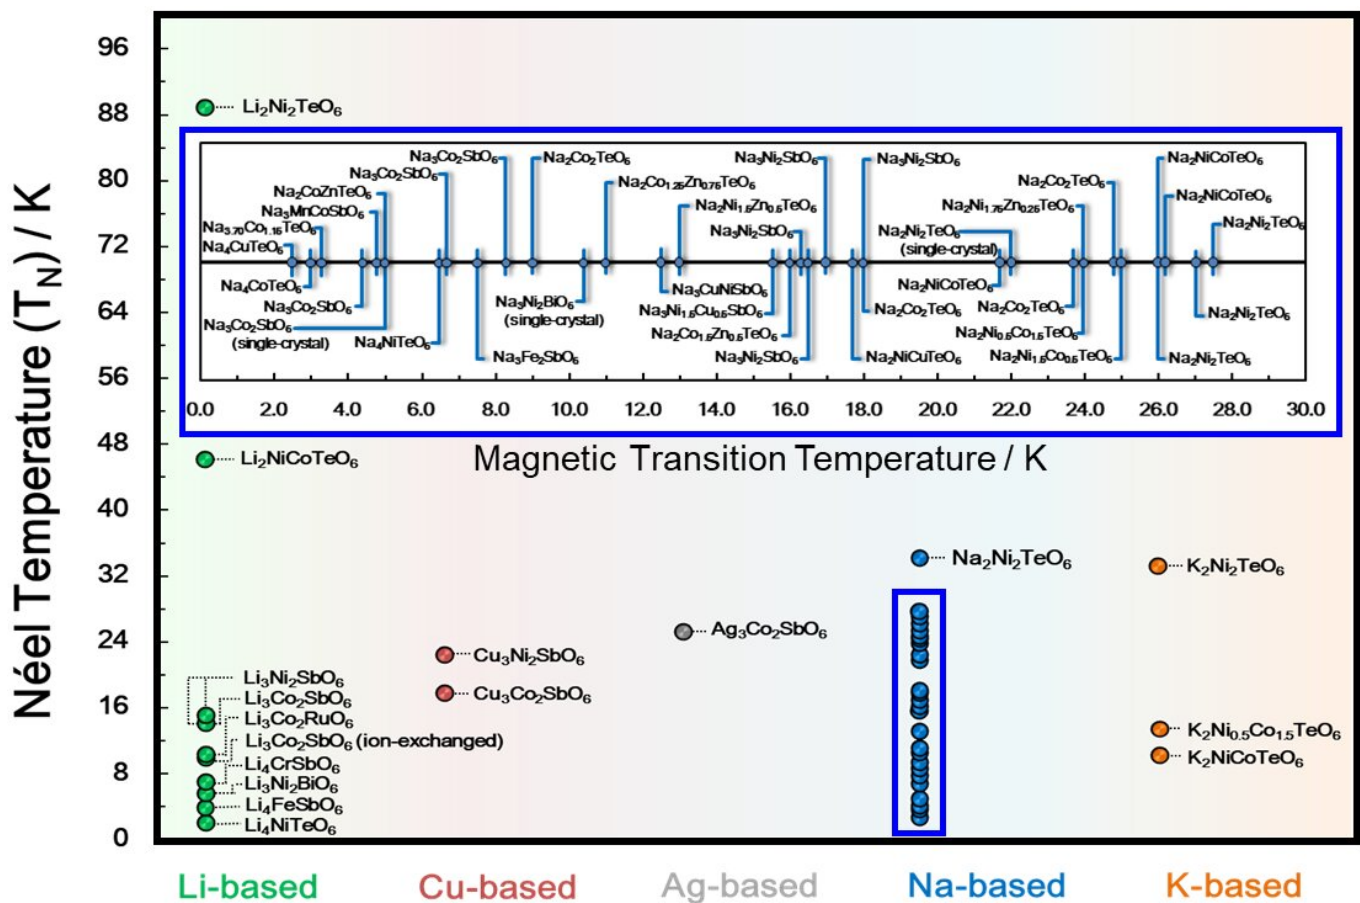 Néel Temperature (T_N) / K
96
88
80
72
64
56
48
40
32
24
16
8
0
Li₂Ni₂TeO₆
Na₃Co₂SbO₆
Na₂Co₂TeO₆
Na₃Ni₂SbO₆
Na₃Ni₂SbO₆
Na₂NiCoTeO₆
Na₃Co₂SbO₆
Na₂Co₁.₂₅Zn₀.₇₅TeO₆
Na₂Co₂TeO₆
Na₂CoZnTeO₆
Na₂NiCoTeO₆
Na₃MnCoSbO₆
Na₂Ni₁.₅Zn₀.₅TeO₆
Na₂Ni₁.₇₅Zn₀.₂₅TeO₆
Na₃.₇₀Co₁.₁₅TeO₆
Na₃Ni₂SbO₆
Na₂Ni₂TeO₆
(single-crystal)
Na₂Ni₂TeO₆
Na₄CuTeO₆
Na₄CoTeO₆
Na₃CuNiSbO₆
Na₂NiCoTeO₆
Na₃Co₂SbO₆
Na₃Ni₂BiO₆
(single-crystal)
Na₃Ni₁.₅Cu₀.₅SbO₆
Na₂Co₂TeO₆
Na₂Co₂TeO₆
Na₂Ni₂TeO₆
Na₃Co₂SbO₆
(single-crystal)
Na₄NiTeO₆
Na₂Co₁.₅Zn₀.₅TeO₆
Na₂Ni₀.₅Co₁.₅TeO₆
Na₃Fe₂SbO₆
Na₃Ni₂SbO₆
Na₂NiCuTeO₆
Na₂Ni₁.₅Co₀.₅TeO₆
Na₂Ni₂TeO₆
0.0 2.0 4.0 6.0 8.0 10.0 12.0 14.0 16.0 18.0 20.0 22.0 24.0 26.0 28.0 30.0
Magnetic Transition Temperature / K
Li₂NiCoTeO₆
Na₂Ni₂TeO₆
K₂Ni₂TeO₆
Ag₃Co₂SbO₆
Cu₃Ni₂SbO₆
Cu₃Co₂SbO₆
Li₃Ni₂SbO₆
Li₃Co₂SbO₆
Li₃Co₂RuO₆
Li₃Co₂SbO₆ (ion-exchanged)
Li₄CrSbO₆
Li₃Ni₂BiO₆
Li₄FeSbO₆
Li₄NiTeO₆
K₂Ni₀.₅Co₁.₅TeO₆
K₂NiCoTeO₆
Li-based Cu-based Ag-based Na-based K-based